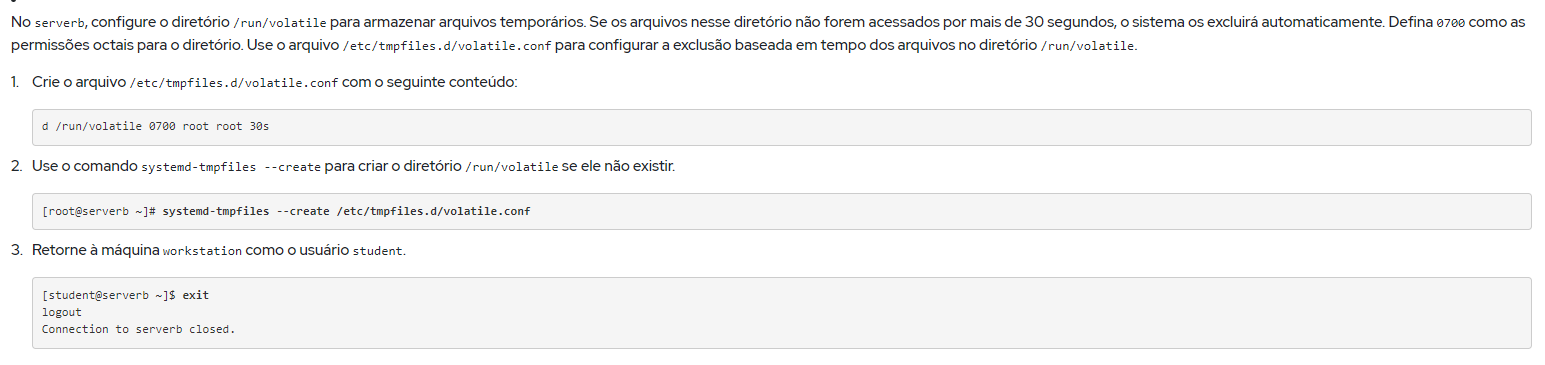 No serverb, configure o diretório /run/volatile para armazenar arquivos temporários. Se os arquivos nesse diretório não forem acessados por mais de 30 segundos, o sistema os excluirá automaticamente. Defina 0700 como as
permissões octais para o diretório. Use o arquivo /etc/tmpfiles.d/volatile.conf para configurar a exclusão baseada em tempo dos arquivos no diretório /run/volatile.
1. Crie o arquivo /etc/tmpfiles.d/volatile.conf com o seguinte conteúdo:
d /run/volatile 0700 root root 30s
2. Use o comando systemd-tmpfiles --create para criar o diretório /run/volatile se ele não existir.
[root@serverb ~]# systemd-tmpfiles --create /etc/tmpfiles.d/volatile.conf
3. Retorne à máquina workstation como o usuário student.
[student@serverb ~]$ exit
logout
Connection to serverb closed.